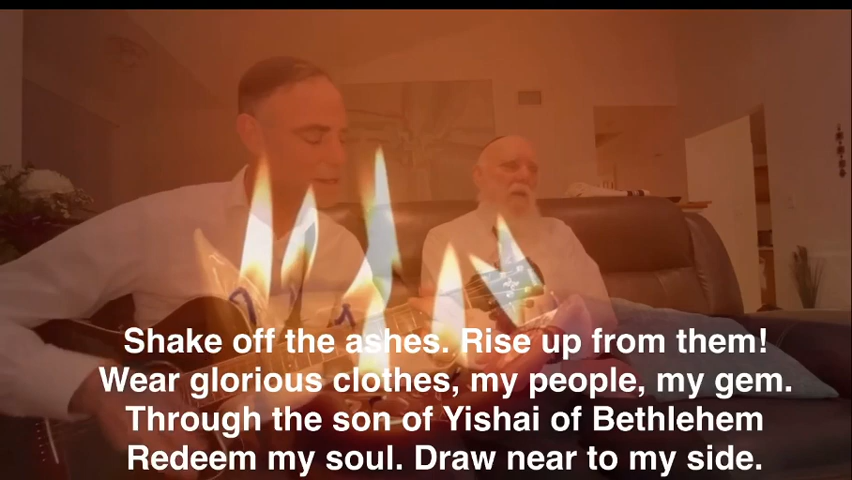 Shake off the ashes. Rise up from them!
Wear glorious clothes, my people, my gem.
Through the son of Yishai of Bethlehem
Redeem my soul. Draw near to my side.